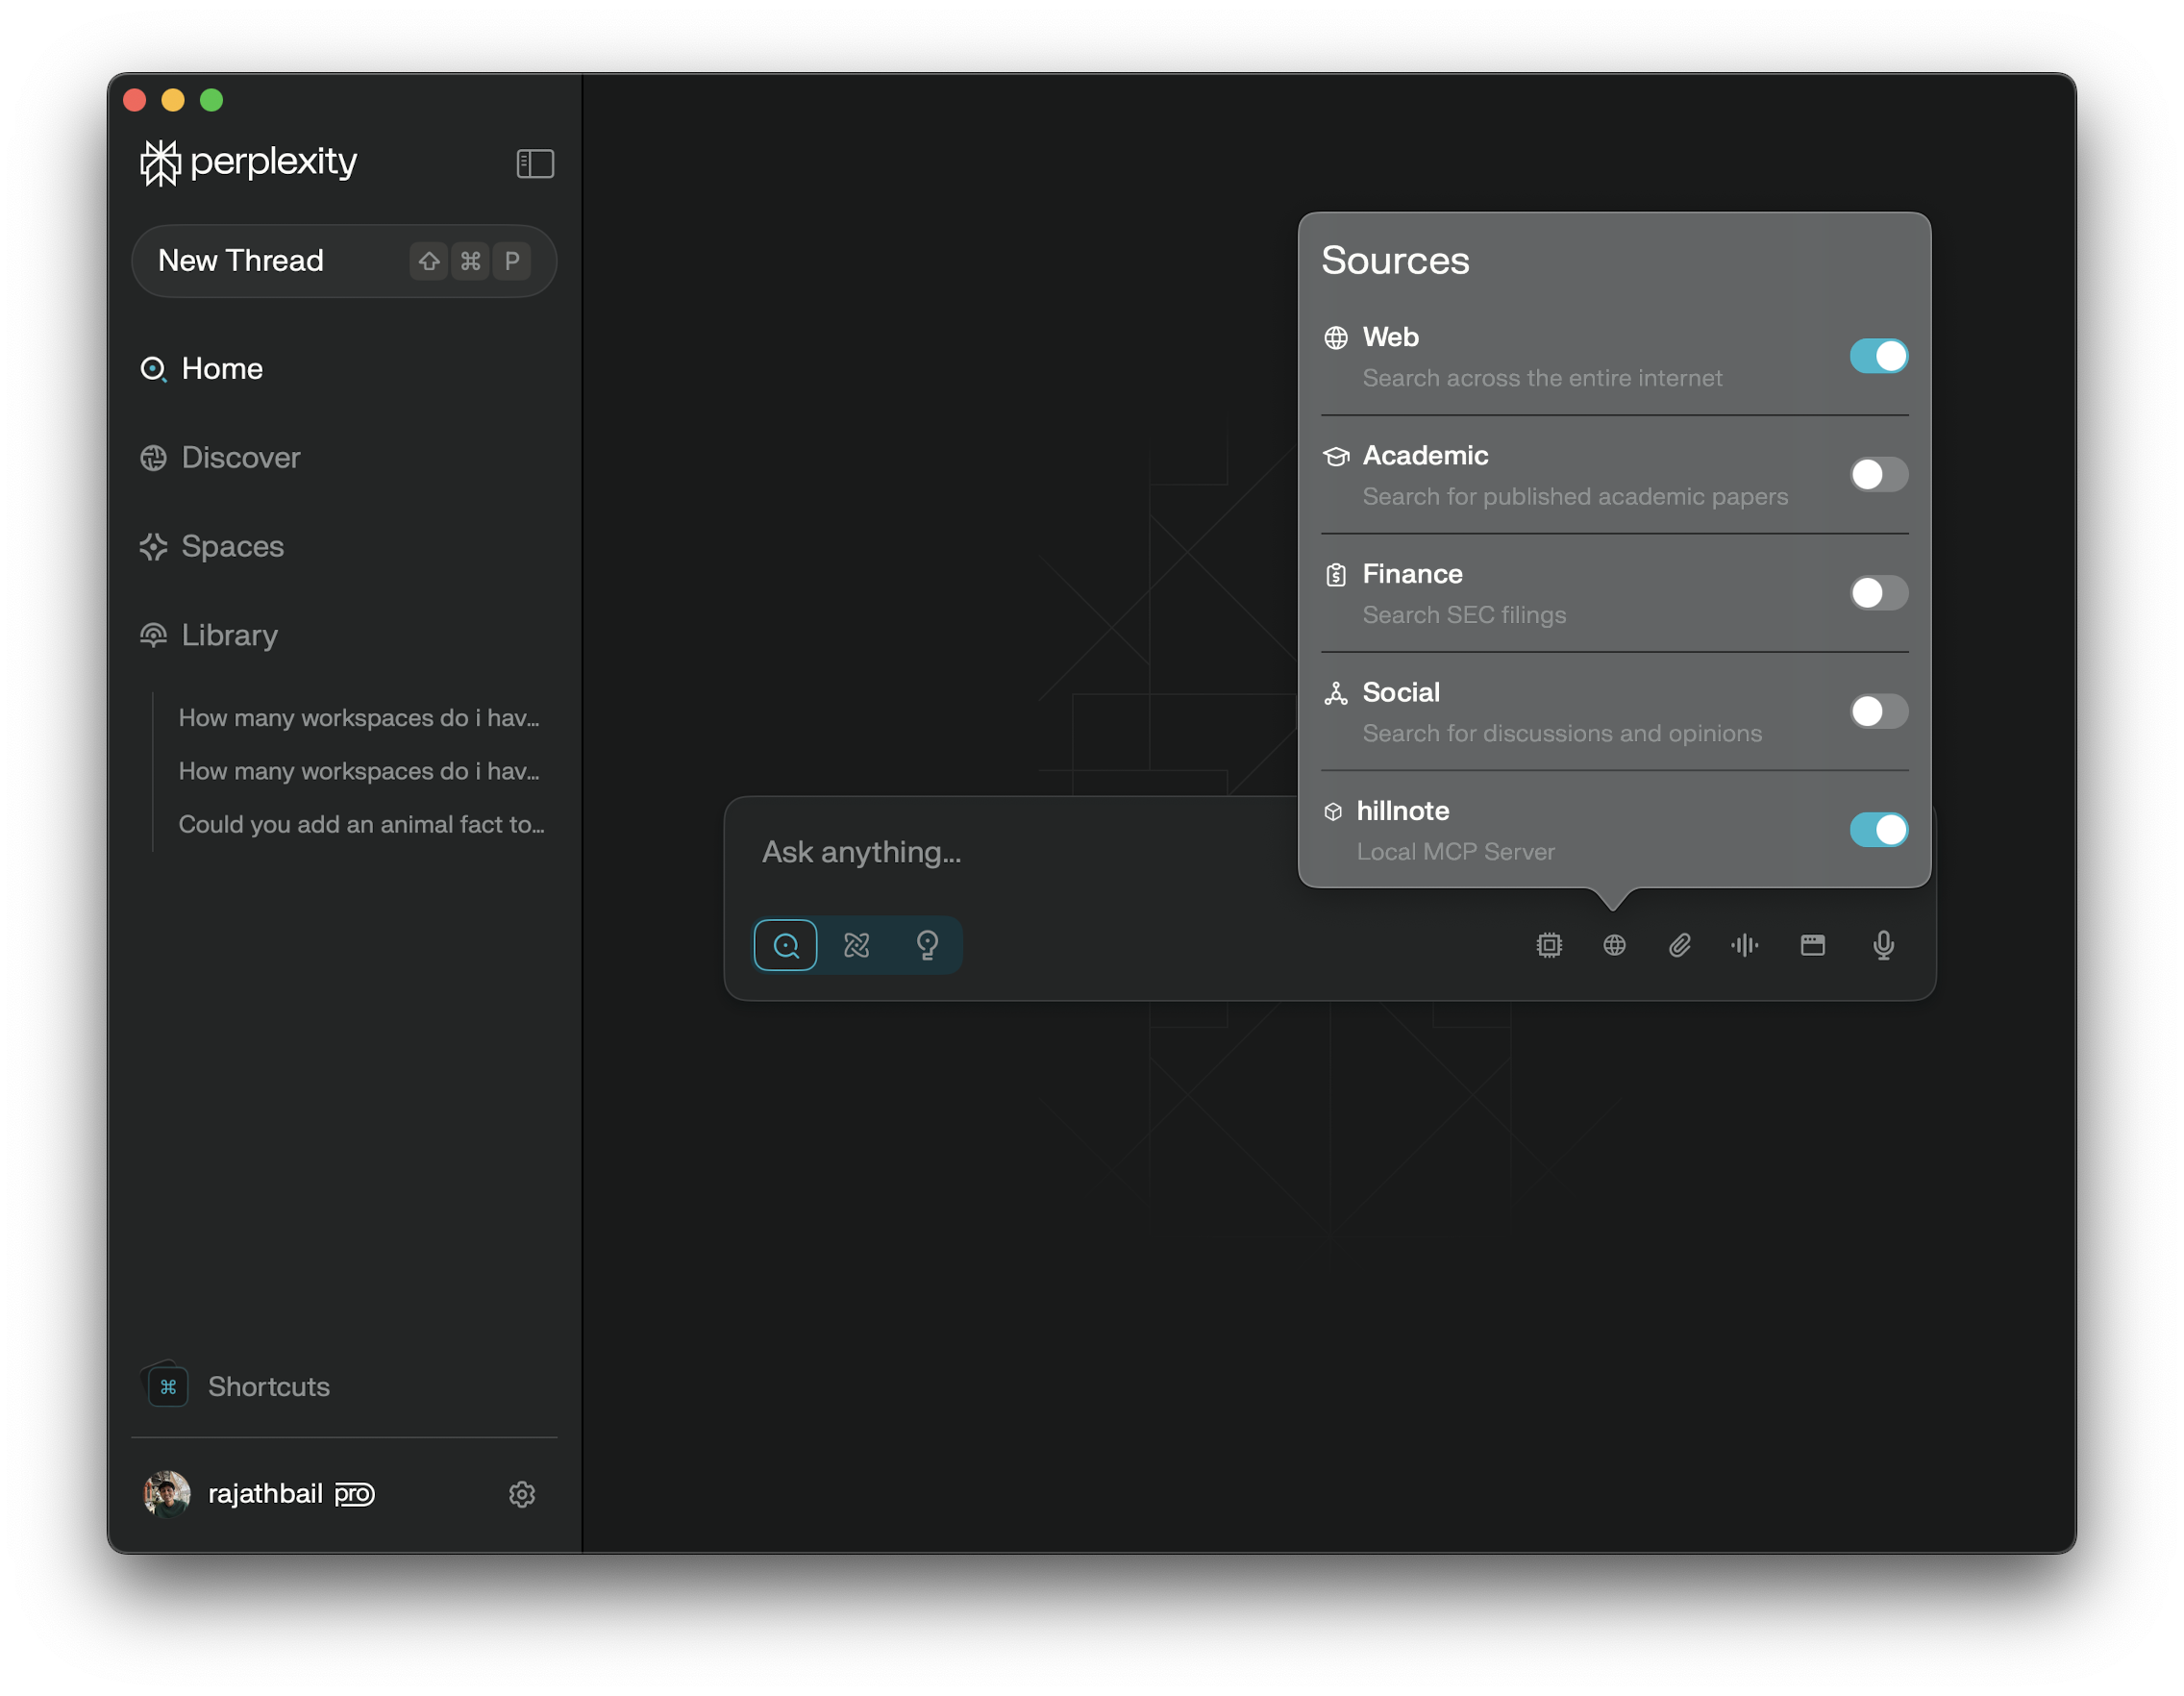 perplexity
New Thread ⇧ ⌘ P
Home
Discover
Spaces
Library
How many workspaces do i hav...
How many workspaces do i hav...
Could you add an animal fact to...
⌘ Shortcuts
rajathbail pro
Sources
Web
Search across the entire internet
Academic
Search for published academic papers
Finance
Search SEC filings
Social
Search for discussions and opinions
hillnote
Local MCP Server
Ask anything...